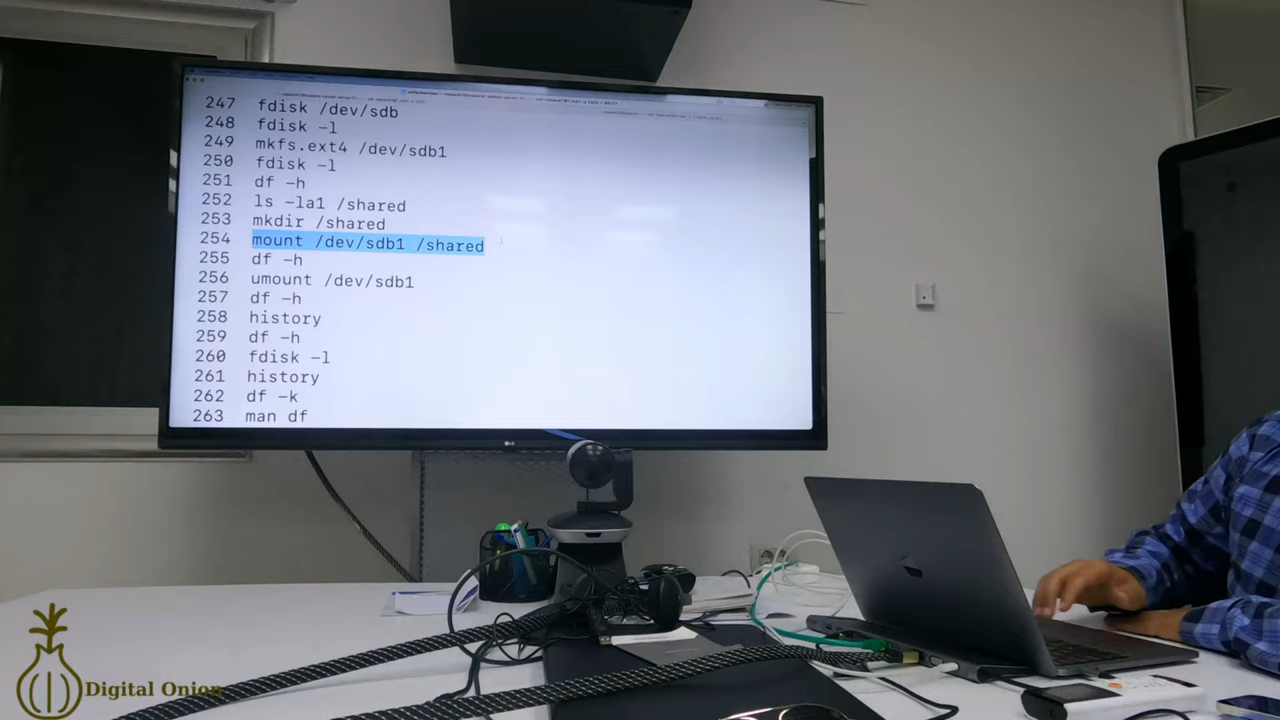 247 fdisk /dev/sdb
248 fdisk -l
249 mkfs.ext4 /dev/sdb1
250 fdisk -l
251 df -h
252 ls -la1 /shared
253 mkdir /shared
254 mount /dev/sdb1 /shared
255 df -h
256 umount /dev/sdb1
257 df -h
258 history
259 df -h
260 fdisk -l
261 history
262 df -k
263 man df
LG
Digital Onion